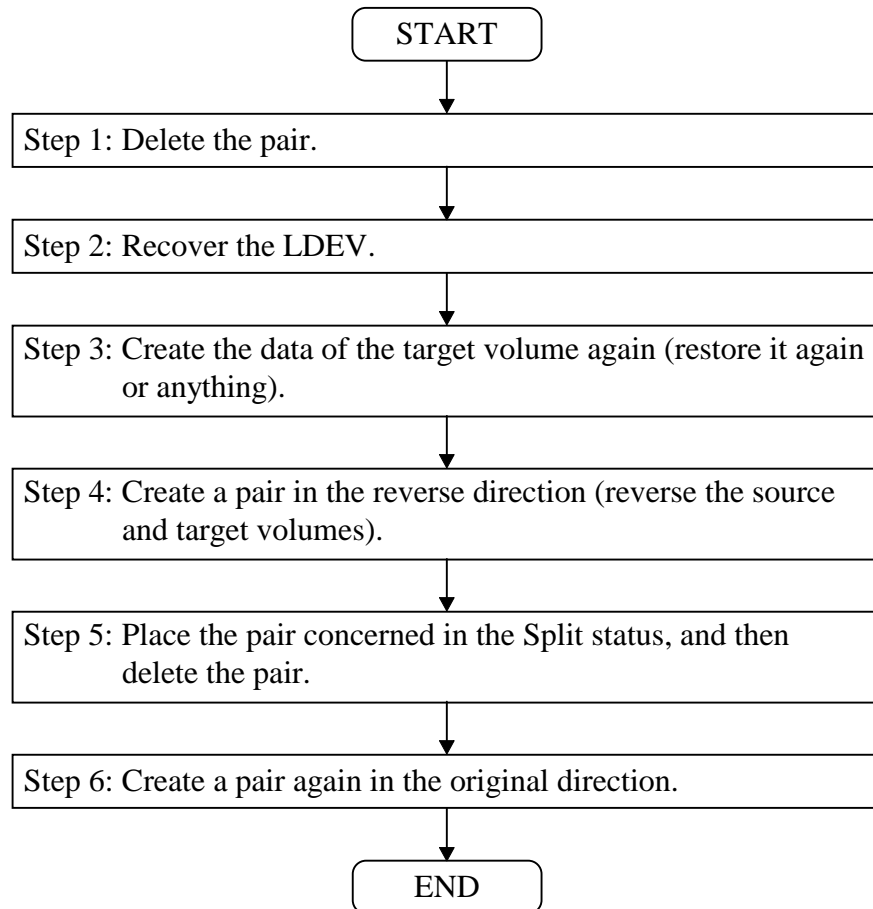 START
Step 1: Delete the pair.
Step 2: Recover the LDEV.
Step 3: Create the data of the target volume again (restore it again
or anything).
Step 4: Create a pair in the reverse direction (reverse the source
and target volumes).
Step 5: Place the pair concerned in the Split status, and then
delete the pair.
Step 6: Create a pair again in the original direction.
END